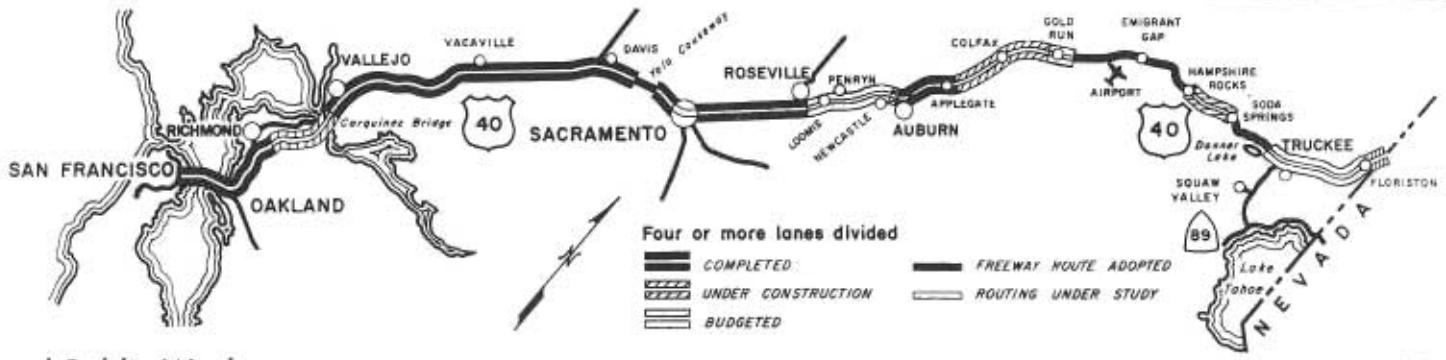 GOLD
RUN
EMIGRANT
GAP
COLFAX
VACAVILLE
DAVIS
Yolo Causeway
VALLEJO
ROSEVILLE
PENRYN
AIRPORT
HAMPSHIRE
ROCKS
APPLEGATE
SODA
SPRINGS
RICHMOND
Carquinez Bridge
40
SACRAMENTO
LOOMIS
NEWCASTLE
AUBURN
40
Donner
Lake
TRUCKEE
SAN FRANCISCO
OAKLAND
SQUAW
VALLEY
FLORISTON
N
89
Lake
Tahoe
NEVADA
Four or more lanes divided
COMPLETED
UNDER CONSTRUCTION
BUDGETED
FREEWAY ROUTE ADOPTED
ROUTING UNDER STUDY